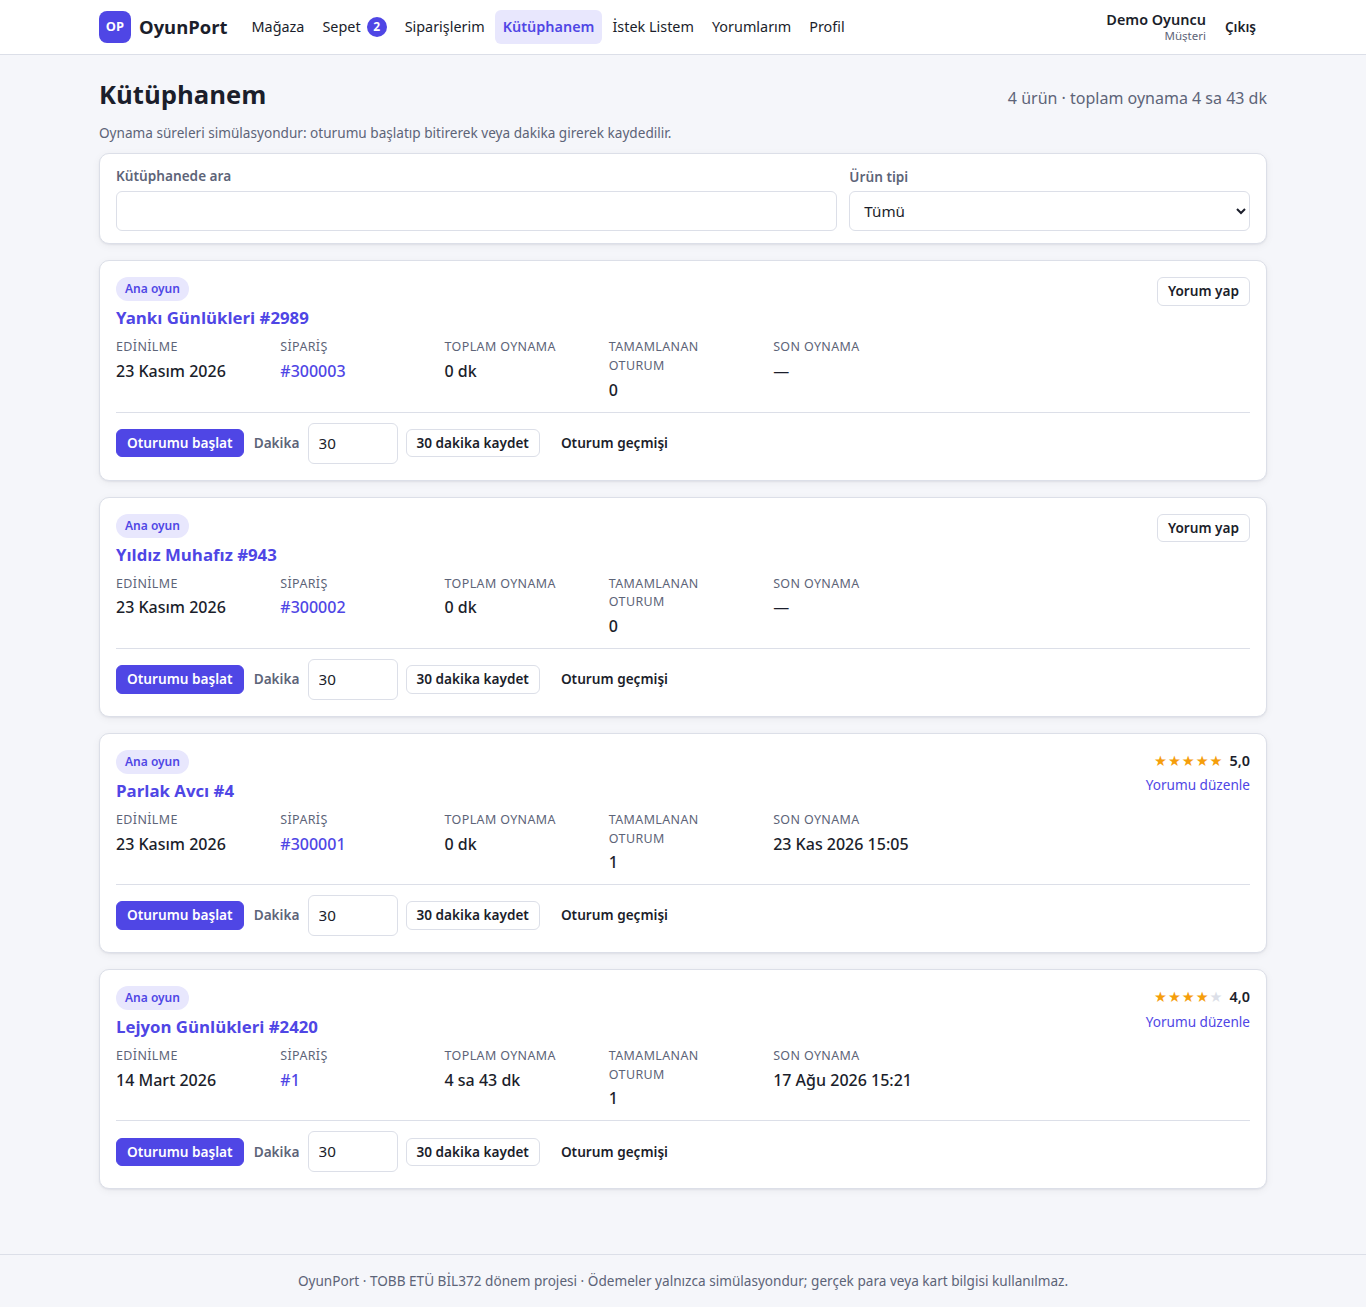 OP OyunPort Mağaza Sepet 2 Siparişlerim Kütüphanem İstek Listem Yorumlarım Profil Demo Oyuncu Çıkış
Müşteri
Kütüphanem 4 ürün · toplam oynama 4 sa 43 dk
Oynama süreleri simülasyondur: oturumu başlatıp bitirerek veya dakika girerek kaydedilir.
Kütüphanede ara Ürün tipi
Tümü
Ana oyun Yorum yap
Yankı Günlükleri #2989
EDİNİLME SİPARİŞ TOPLAM OYNAMA TAMAMLANAN OTURUM SON OYNAMA
23 Kasım 2026 #300003 0 dk 0 —
Oturumu başlat Dakika 30 30 dakika kaydet Oturum geçmişi
Ana oyun Yorum yap
Yıldız Muhafız #943
EDİNİLME SİPARİŞ TOPLAM OYNAMA TAMAMLANAN OTURUM SON OYNAMA
23 Kasım 2026 #300002 0 dk 0 —
Oturumu başlat Dakika 30 30 dakika kaydet Oturum geçmişi
Ana oyun ★★★★★ 5,0
Yorumu düzenle
Parlak Avcı #4
EDİNİLME SİPARİŞ TOPLAM OYNAMA TAMAMLANAN OTURUM SON OYNAMA
23 Kasım 2026 #300001 0 dk 1 23 Kas 2026 15:05
Oturumu başlat Dakika 30 30 dakika kaydet Oturum geçmişi
Ana oyun ★★★★★ 4,0
Yorumu düzenle
Lejyon Günlükleri #2420
EDİNİLME SİPARİŞ TOPLAM OYNAMA TAMAMLANAN OTURUM SON OYNAMA
14 Mart 2026 #1 4 sa 43 dk 1 17 Ağu 2026 15:21
Oturumu başlat Dakika 30 30 dakika kaydet Oturum geçmişi
OyunPort · TOBB ETÜ BİL372 dönem projesi · Ödemeler yalnızca simülasyondur; gerçek para veya kart bilgisi kullanılmaz.